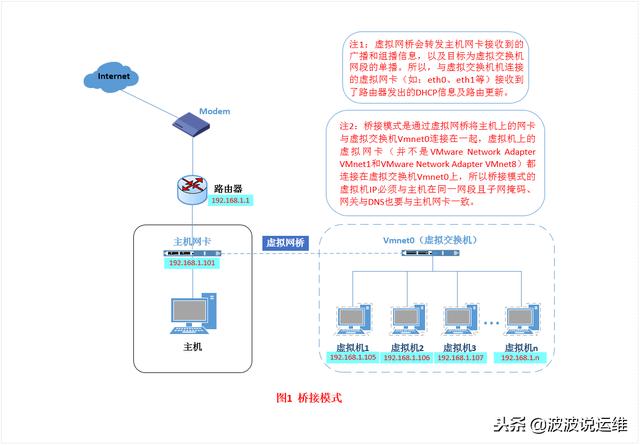 注1：虚拟网桥会转发主机网卡接收到的
广播和组播信息，以及目标为虚拟交换机
网段的单播。所以，与虚拟交换机机连接
的虚拟网卡（如：eth0、eth1等）接收到
了路由器发出的DHCP信息及路由更新。
Internet
Modem
注2：桥接模式是通过虚拟网桥将主机上的网卡
与虚拟交换机Vmnet0连接在一起，虚拟机上的
虚拟网卡（并不是VMware Network Adapter
VMnet1和VMware Network Adapter VMnet8）都
连接在虚拟交换机Vmnet0上，所以桥接模式的
虚拟机IP必须与主机在同一网段且子网掩码、
网关与DNS也要与主机网卡一致。
路由器
192.168.1.1
主机网卡
192.168.1.101
虚拟网桥
Vmnet0（虚拟交换机）
主机
虚拟机1
192.168.1.105
虚拟机2
192.168.1.106
虚拟机3
192.168.1.107
...
虚拟机n
192.168.1.n
图1 桥接模式
头条@波波说运维